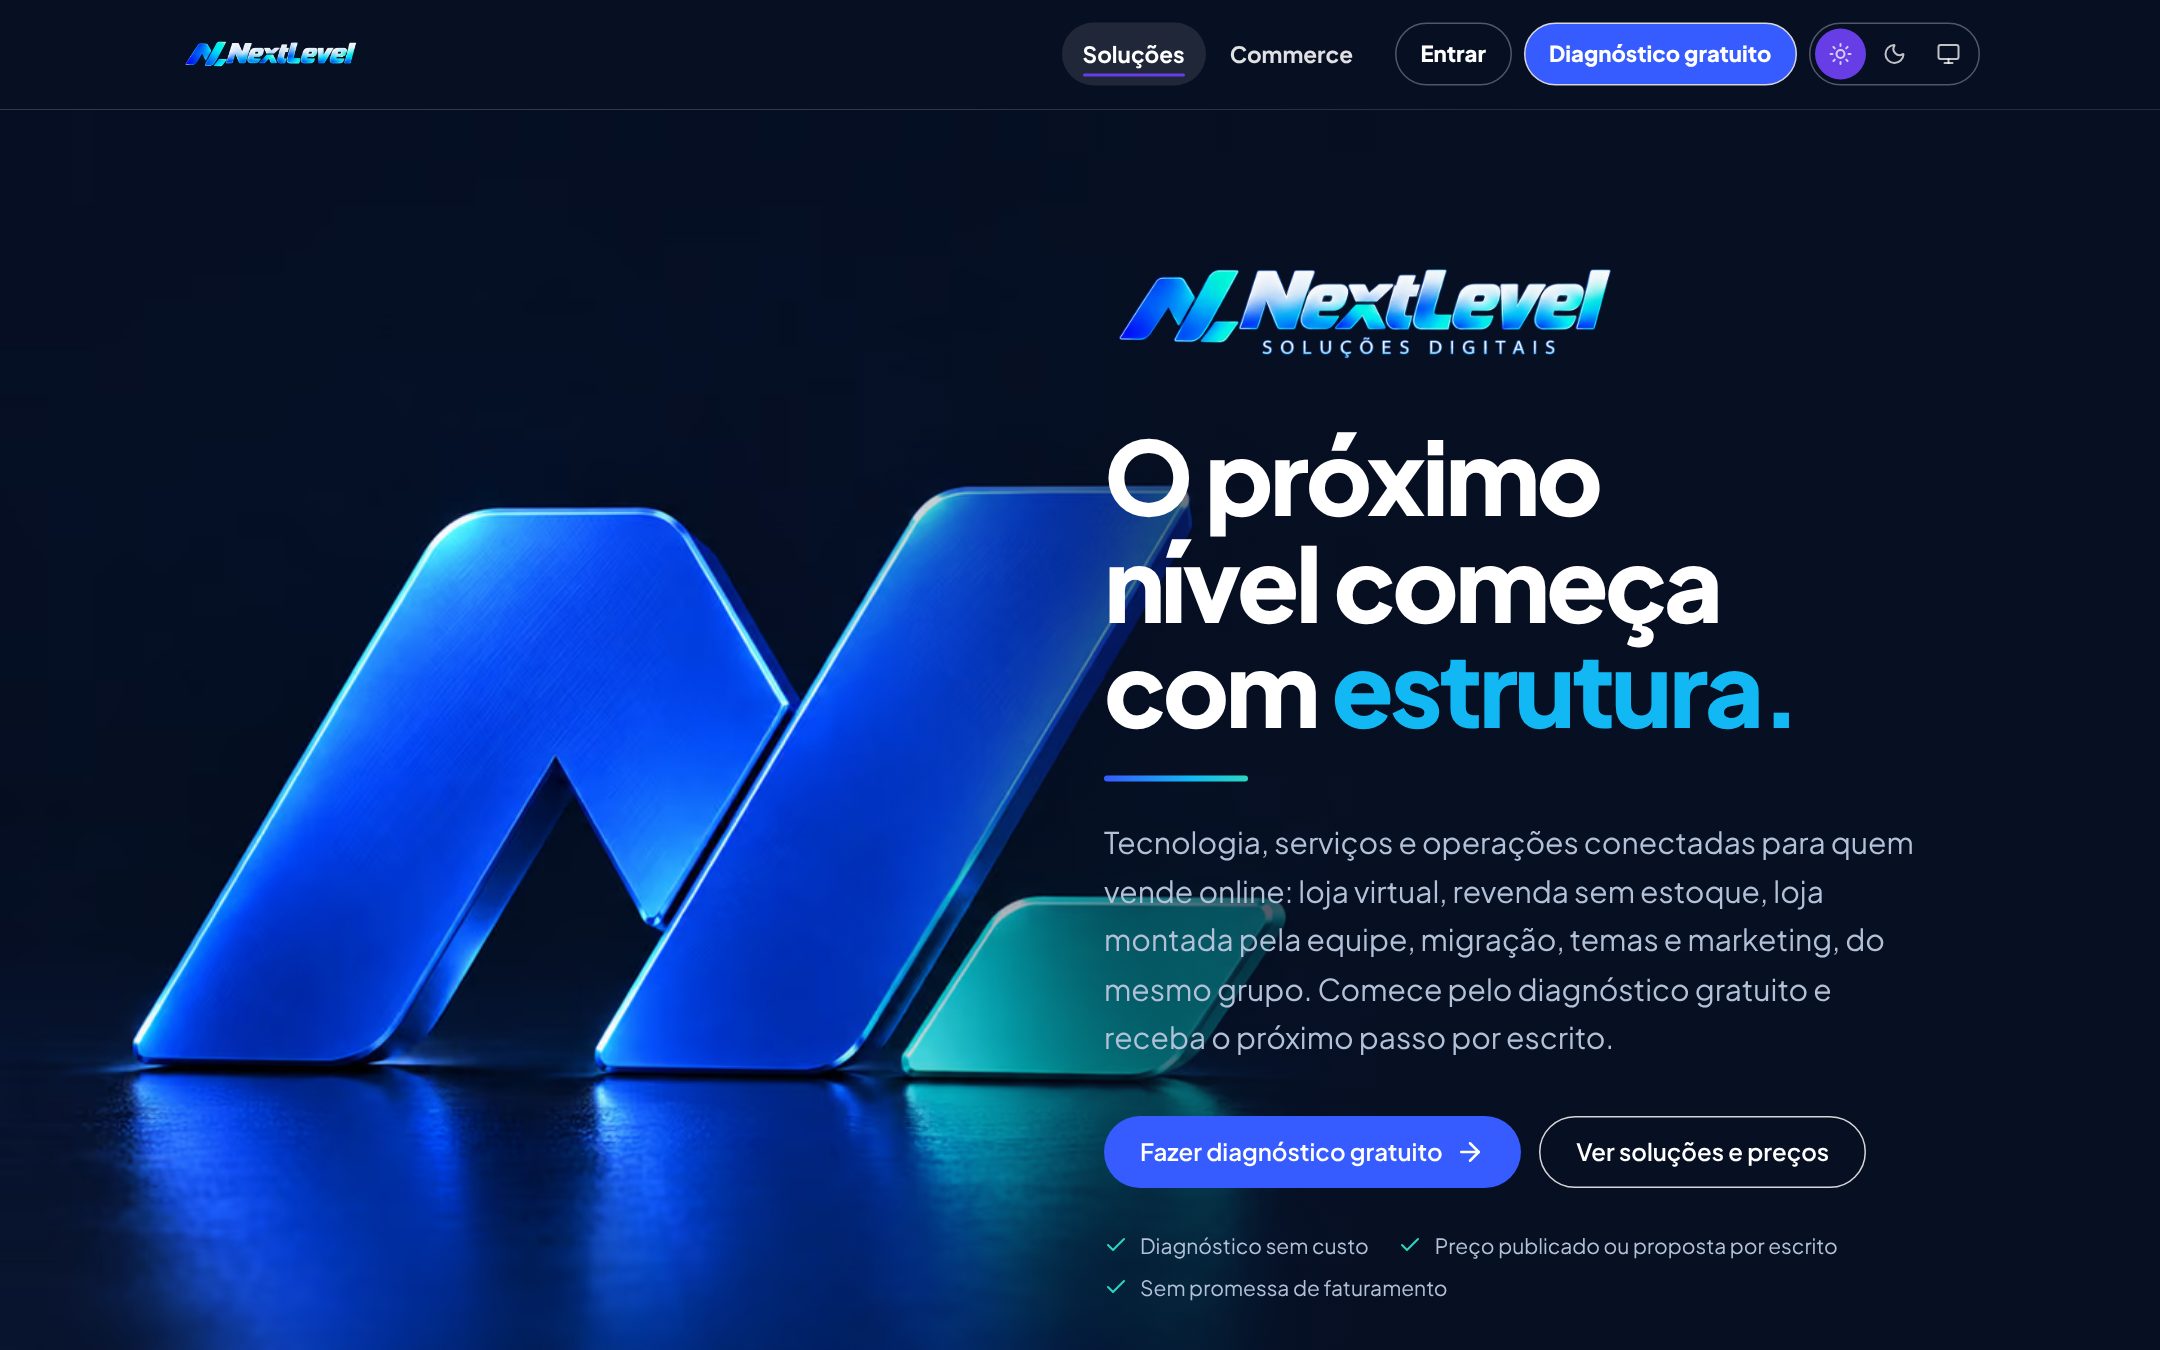 NextLevel
Soluções
Commerce
Entrar
Diagnóstico gratuito
NextLevel
SOLUÇÕES DIGITAIS
O próximo
nível começa
com estrutura.
Tecnologia, serviços e operações conectadas para quem
vende online: loja virtual, revenda sem estoque, loja
montada pela equipe, migração, temas e marketing, do
mesmo grupo. Comece pelo diagnóstico gratuito e
receba o próximo passo por escrito.
Fazer diagnóstico gratuito
Ver soluções e preços
Diagnóstico sem custo
Preço publicado ou proposta por escrito
Sem promessa de faturamento